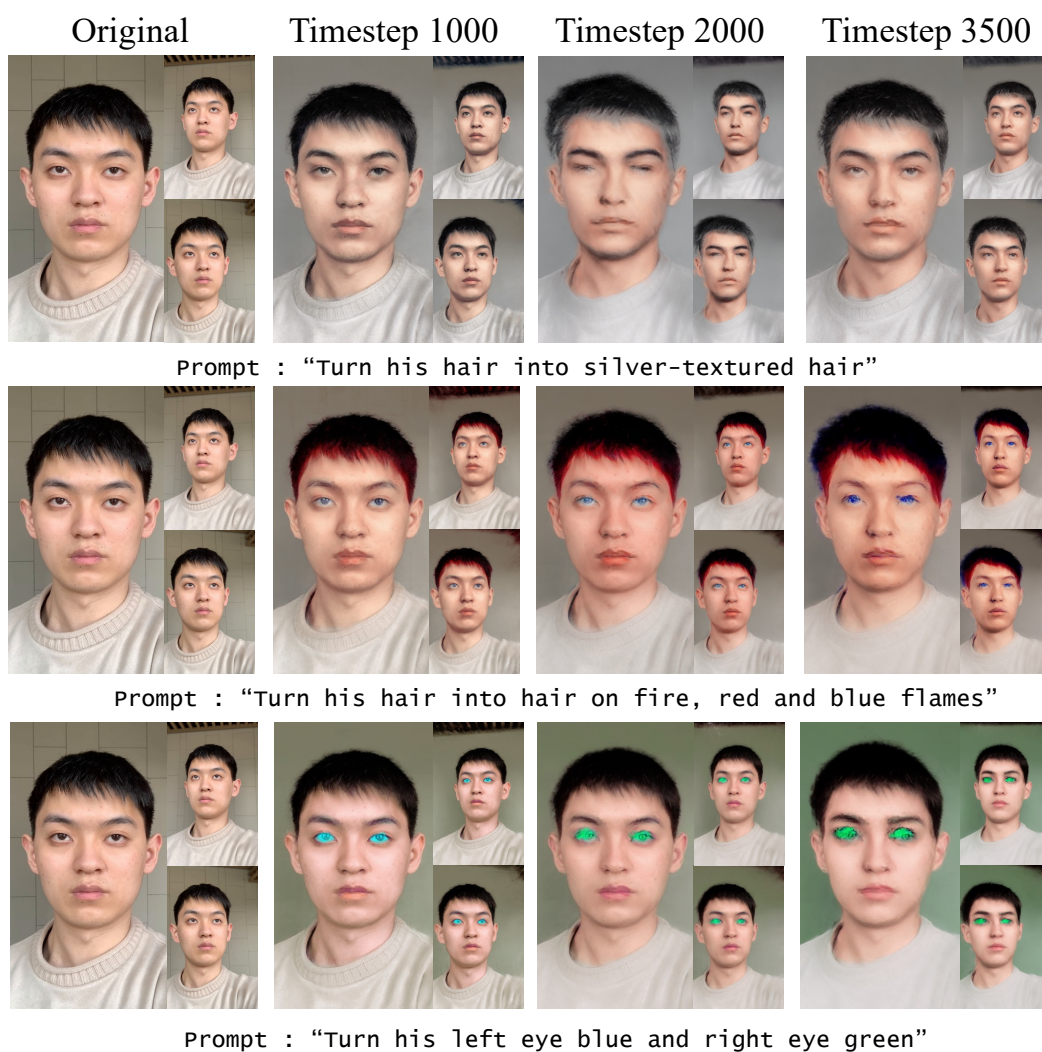 Original Timestep 1000 Timestep 2000 Timestep 3500
Prompt : “Turn his hair into silver-textured hair”
Prompt : “Turn his hair into hair on fire, red and blue flames”
Prompt : “Turn his left eye blue and right eye green”